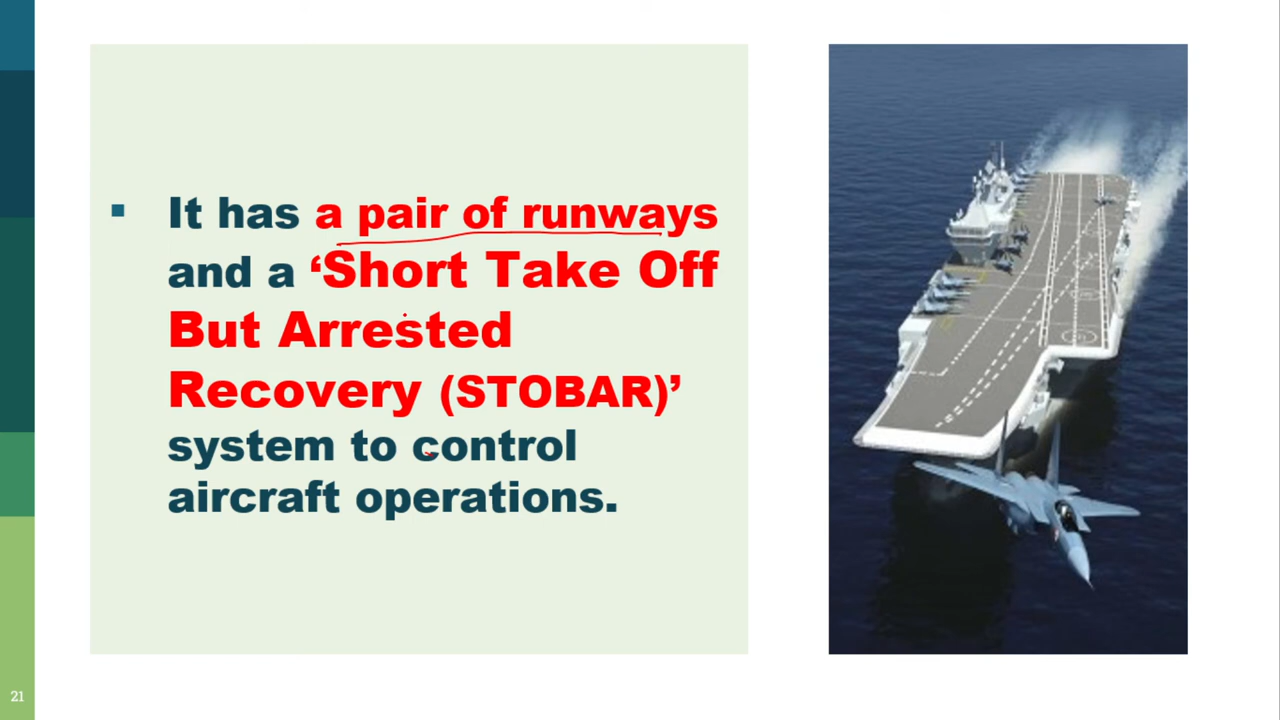 ▪ It has a pair of runways
and a ‘Short Take Off
But Arrested
Recovery (STOBAR)’
system to control
aircraft operations.
21